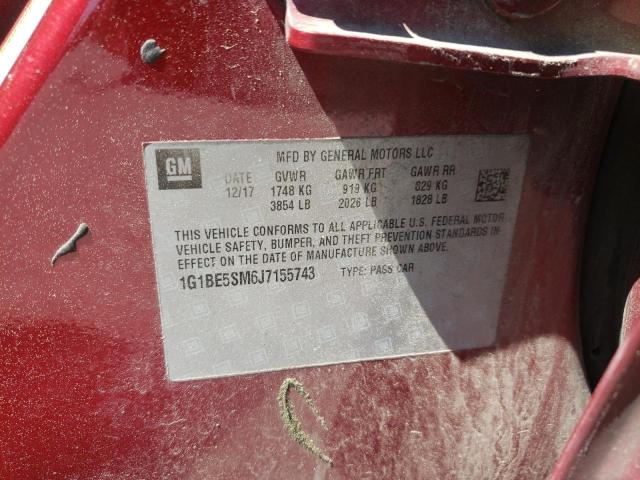 GM
MFD BY GENERAL MOTORS LLC
DATE GVWR GAWR FRT GAWR RR
12/17 1748 KG 919 KG 829 KG
3854 LB 2026 LB 1828 LB
THIS VEHICLE CONFORMS TO ALL APPLICABLE U.S. FEDERAL MOTOR
VEHICLE SAFETY, BUMPER, AND THEFT PREVENTION STANDARDS IN
EFFECT ON THE DATE OF MANUFACTURE SHOWN ABOVE.
1G1BE5SM6J7155743 TYPE: PASS CAR